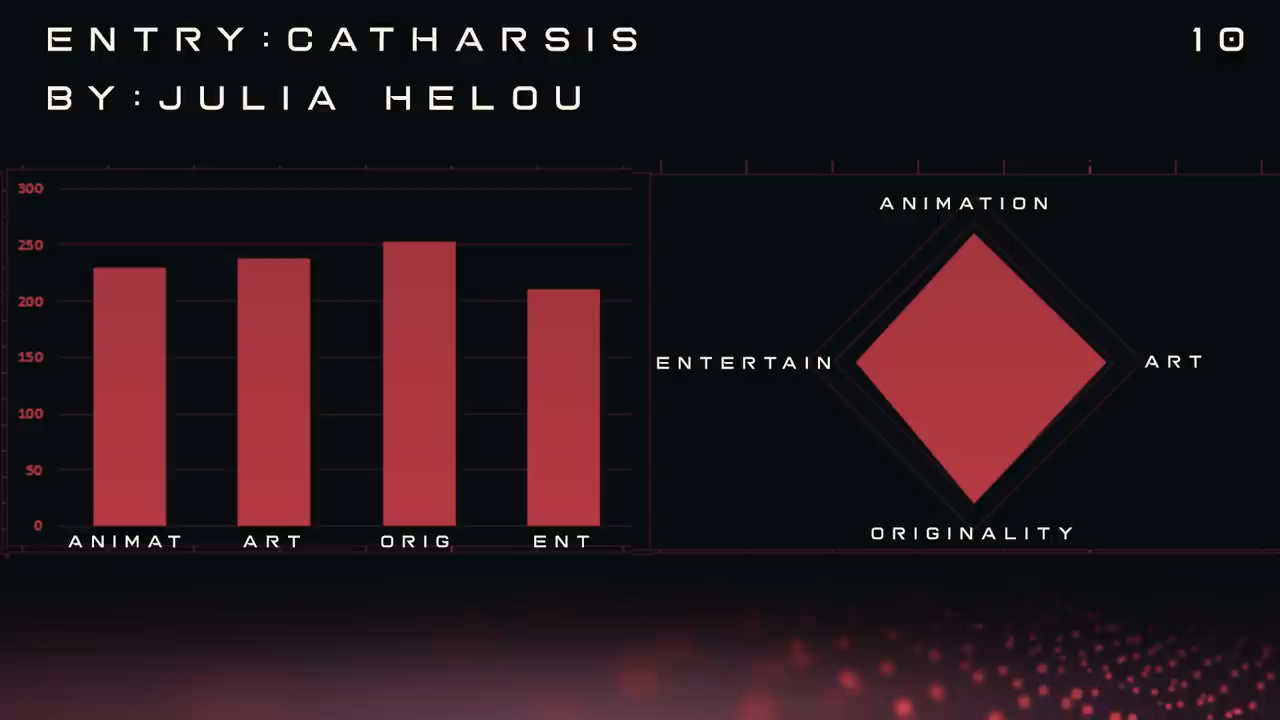 ENTRY:CATHARSIS
10
BY:JULIA HELOU
300
250
200
150
100
50
0
ANIMAT ART ORIG ENT
ANIMATION
ENTERTAIN
ART
ORIGINALITY